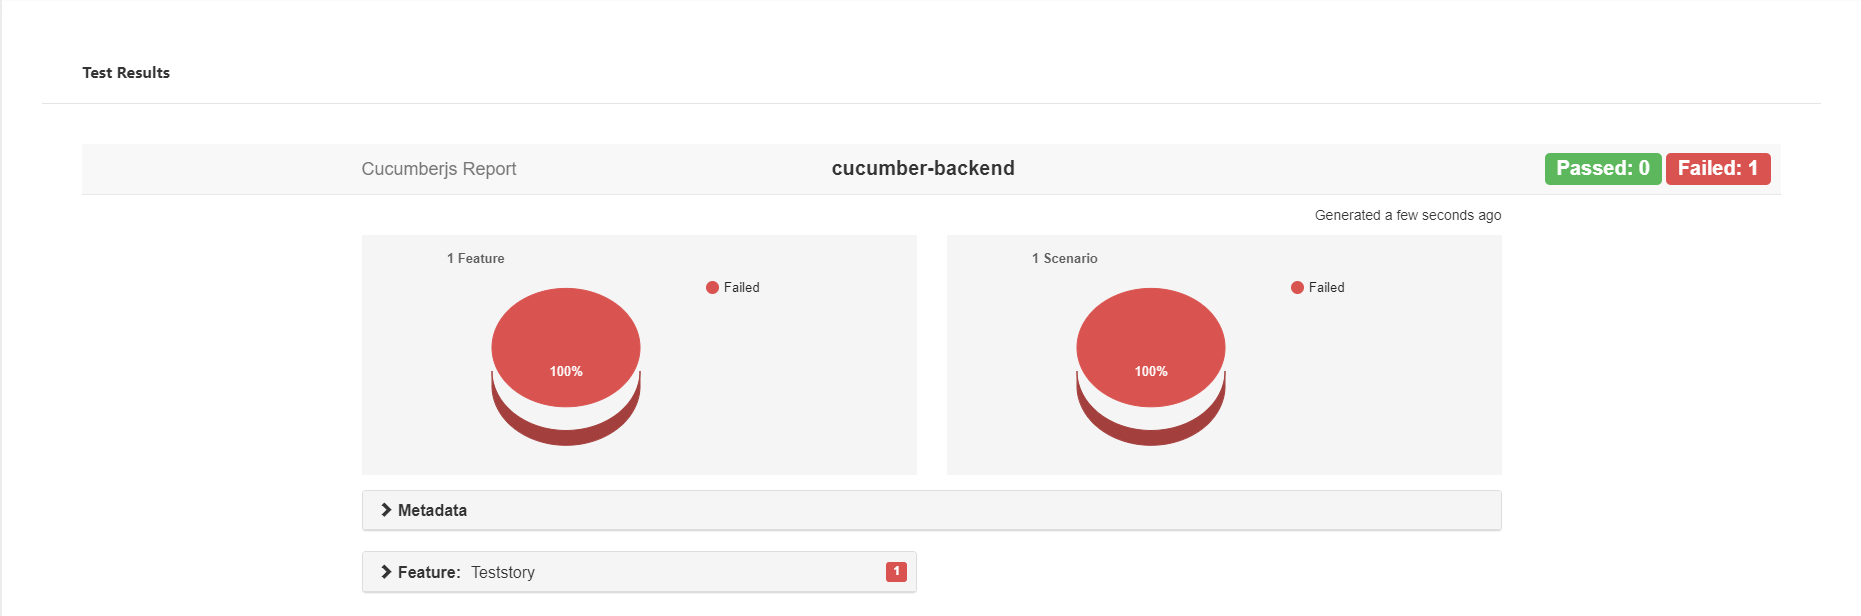 Test Results
Cucumberjs Report
cucumber-backend
Passed: 0
Failed: 1
Generated a few seconds ago
1 Feature
Failed
100%
1 Scenario
Failed
100%
Metadata
Feature: Teststory
1